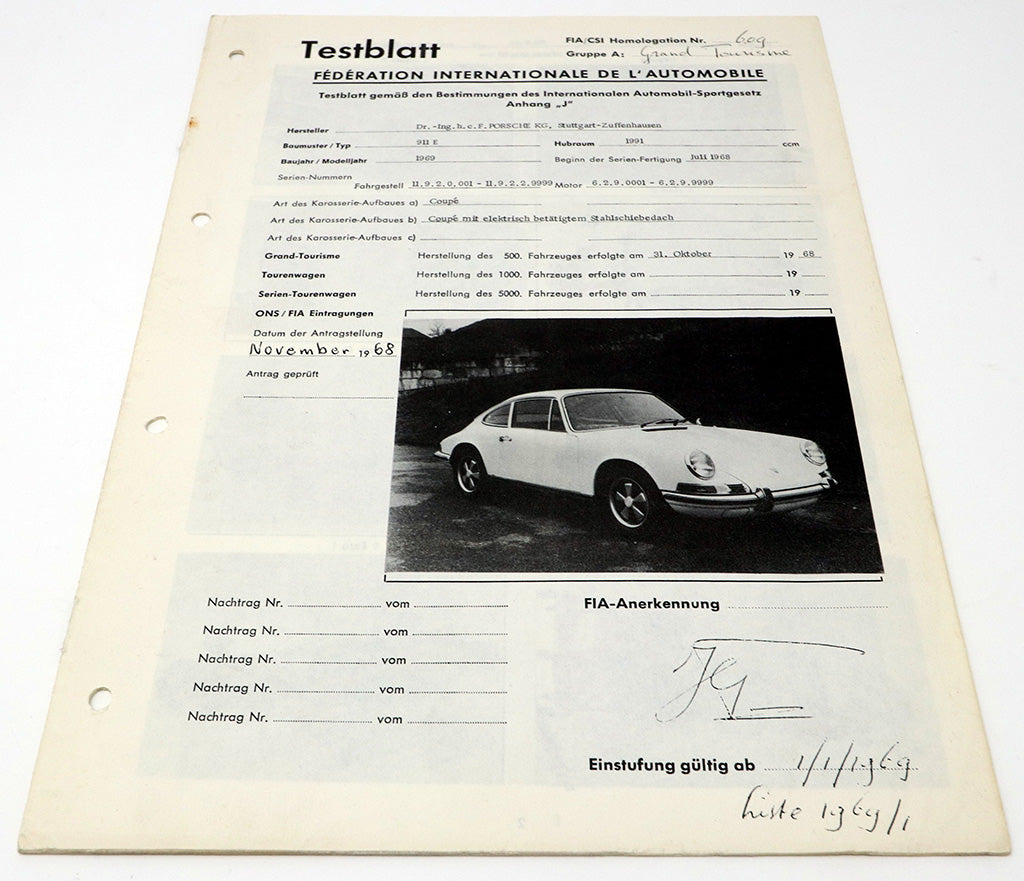 Testblatt
FIA/CSI Homologation Nr. 609
Gruppe A: Grand Tourisme
FÉDÉRATION INTERNATIONALE DE L'AUTOMOBILE
Testblatt gemäß den Bestimmungen des Internationalen Automobil-Sportgesetz
Anhang „J"
Hersteller Dr.-Ing.h.c.F.PORSCHE KG, Stuttgart-Zuffenhausen
Baumuster/Typ 911 E Hubraum 1991 ccm
Baujahr/Modelljahr 1969 Beginn der Serien-Fertigung Juli 1968
Serien-Nummern
Fahrgestell 11.9.2.0.001 - 11.9.2.2.9999 Motor 6.2.9.0001 - 6.2.9.9999
Art des Karosserie-Aufbaues a) Coupé
Art des Karosserie-Aufbaues b) Coupé mit elektrisch betätigtem Stahlschiebedach
Art des Karosserie-Aufbaues c)
Grand-Tourisme Herstellung des 500. Fahrzeuges erfolgte am 31. Oktober 19 68
Tourenwagen Herstellung des 1000. Fahrzeuges erfolgte am 19
Serien-Tourenwagen Herstellung des 5000. Fahrzeuges erfolgte am 19
ONS/FIA Eintragungen
Datum der Antragstellung
November 19 68
Antrag geprüft
Nachtrag Nr. vom
Nachtrag Nr. vom
Nachtrag Nr. vom
Nachtrag Nr. vom
Nachtrag Nr. vom
FIA-Anerkennung
Einstufung gültig ab 1/1/1969
Liste 1969/1